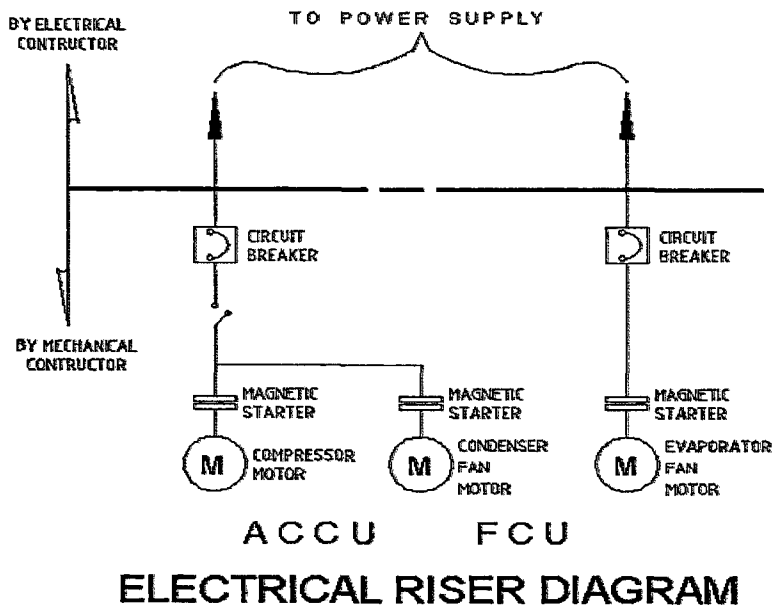 TO POWER SUPPLY
BY ELECTRICAL
CONTRUCTOR
CIRCUIT
BREAKER
CIRCUIT
BREAKER
BY MECHANICAL
CONTRUCTOR
MAGNETIC
STARTER
MAGNETIC
STARTER
MAGNETIC
STARTER
M
COMPRESSOR
MOTOR
M
CONDENSER
FAN
MOTOR
M
EVAPORATOR
FAN
MOTOR
ACCU
FCU
ELECTRICAL RISER DIAGRAM